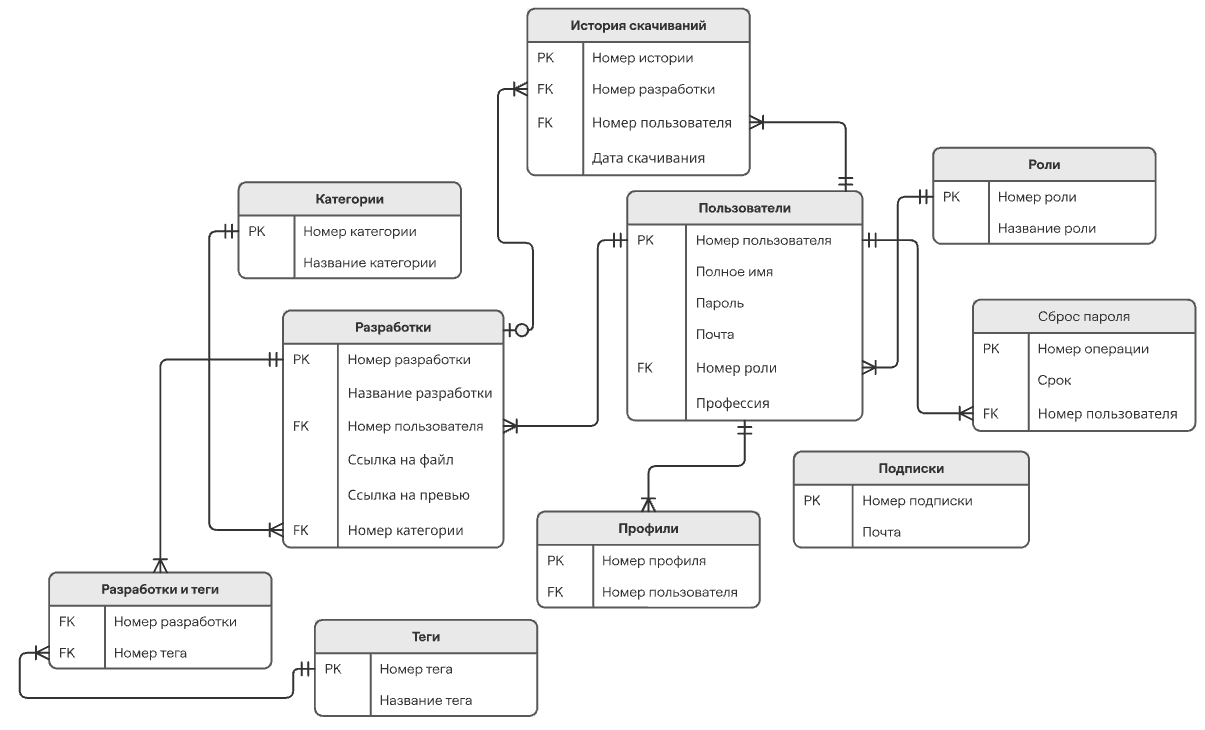 История скачиваний
PK Номер истории
FK Номер разработки
FK Номер пользователя
Дата скачивания
Роли
PK Номер роли
Название роли
Категории
PK Номер категории
Название категории
Пользователи
PK Номер пользователя
Полное имя
Пароль
Почта
FK Номер роли
Профессия
Сброс пароля
PK Номер операции
Срок
FK Номер пользователя
Разработки
PK Номер разработки
Название разработки
FK Номер пользователя
Ссылка на файл
Ссылка на превью
FK Номер категории
Подписки
PK Номер подписки
Почта
Профили
PK Номер профиля
FK Номер пользователя
Разработки и теги
FK Номер разработки
FK Номер тега
Теги
PK Номер тега
Название тега